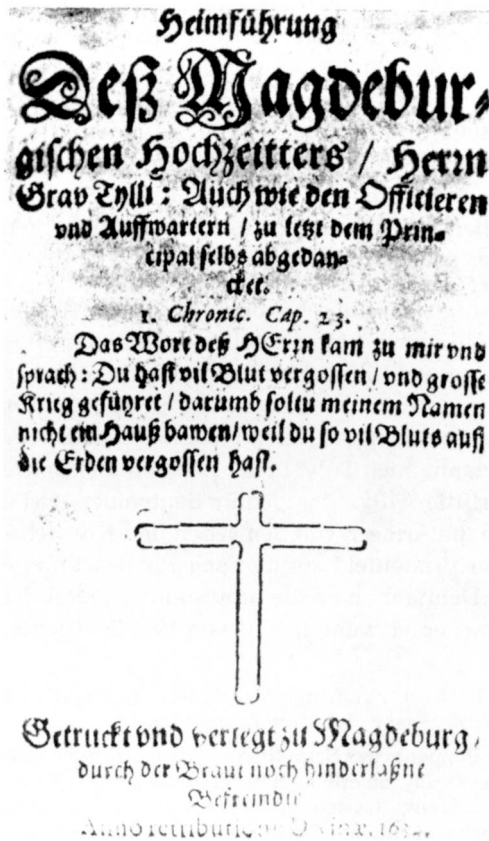 Heimführung
Deß Magdebur-
gischen Hochzeitters / Herrn
Grav Tylli: Auch wie den Officieren
vnd Auffwartern / zu letzt dem Prin-
cipal selbs abgedan-
cket.
1. Chronic. Cap. 23.
Das Wort deß HErrn kam zu mir vnd
sprach: Du hast vil Blut vergossen / vnd grosse
Krieg geführet / darumb soltu meinem Namen
nicht ein Hauß bawen / weil du so vil Bluts auff
die Erden vergossen hast.
Getruckt vnd verlegt zu Magdeburg,
durch der Braut noch hinderlaßne
Befreindte
Anno retributionis Divinæ,